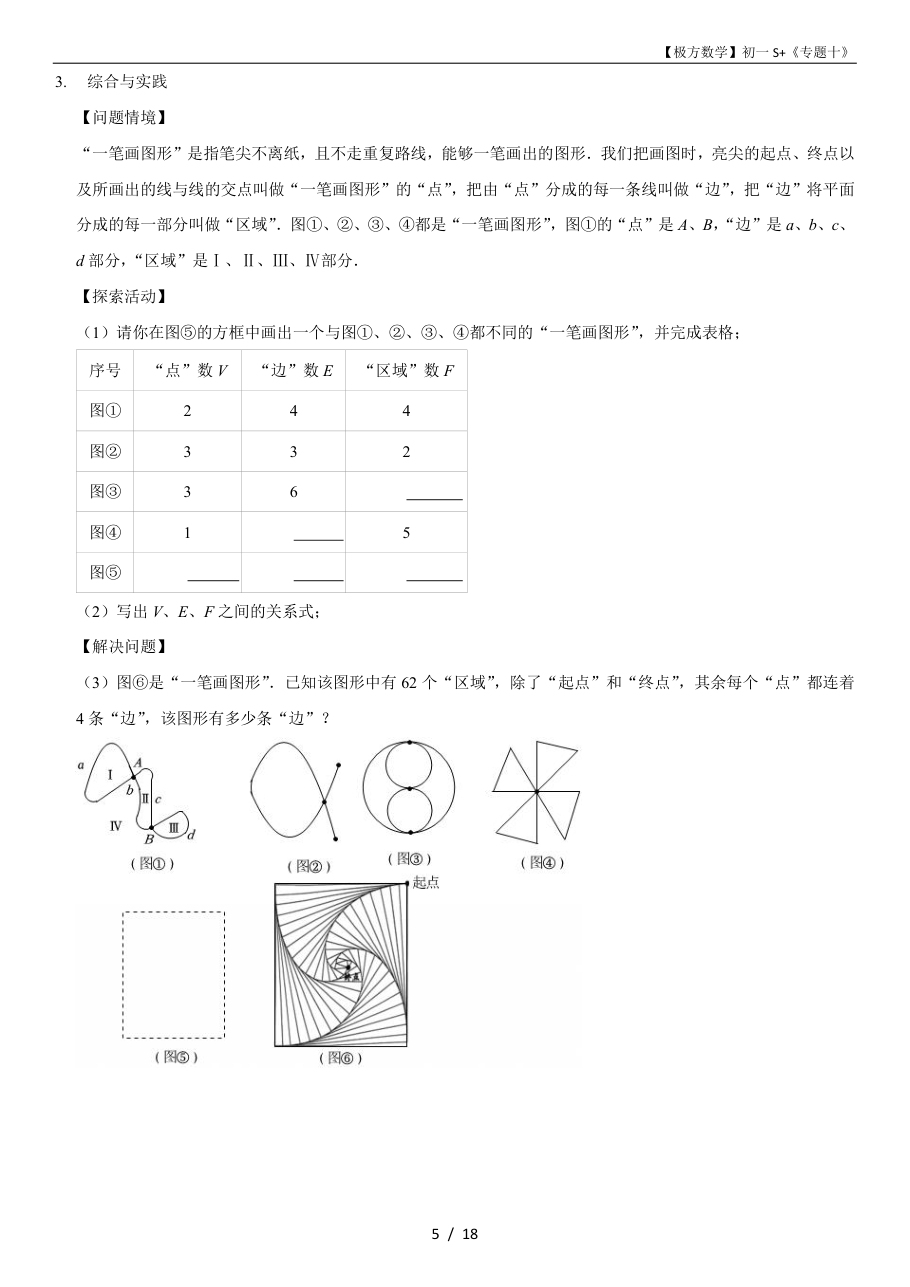 【极方数学】初一 S+《专题十》
3. 综合与实践
【问题情境】
“一笔画图形”是指笔尖不离纸，且不走重复路线，能够一笔画出的图形．我们把画图时，亮尖的起点、终点以
及所画出的线与线的交点叫做“一笔画图形”的“点”，把由“点”分成的每一条线叫做“边”，把“边”将平面
分成的每一部分叫做“区域”．图①、②、③、④都是“一笔画图形”，图①的“点”是 A、B，“边”是 a、b、c、
d 部分，“区域”是Ⅰ、Ⅱ、Ⅲ、Ⅳ部分．
【探索活动】
（1）请你在图⑤的方框中画出一个与图①、②、③、④都不同的“一笔画图形”，并完成表格；
序号 “点”数 V “边”数 E “区域”数 F
图① 2 4 4
图② 3 3 2
图③ 3 6
图④ 1 5
图⑤
（2）写出 V、E、F 之间的关系式；
【解决问题】
（3）图⑥是“一笔画图形”．已知该图形中有 62 个“区域”，除了“起点”和“终点”，其余每个“点”都连着
4 条“边”，该图形有多少条“边”？
a A Ⅰ b Ⅱ c Ⅳ B Ⅲ d
（图①） （图②） （图③） （图④）
起点
终点
（图⑤） （图⑥）
5 / 18